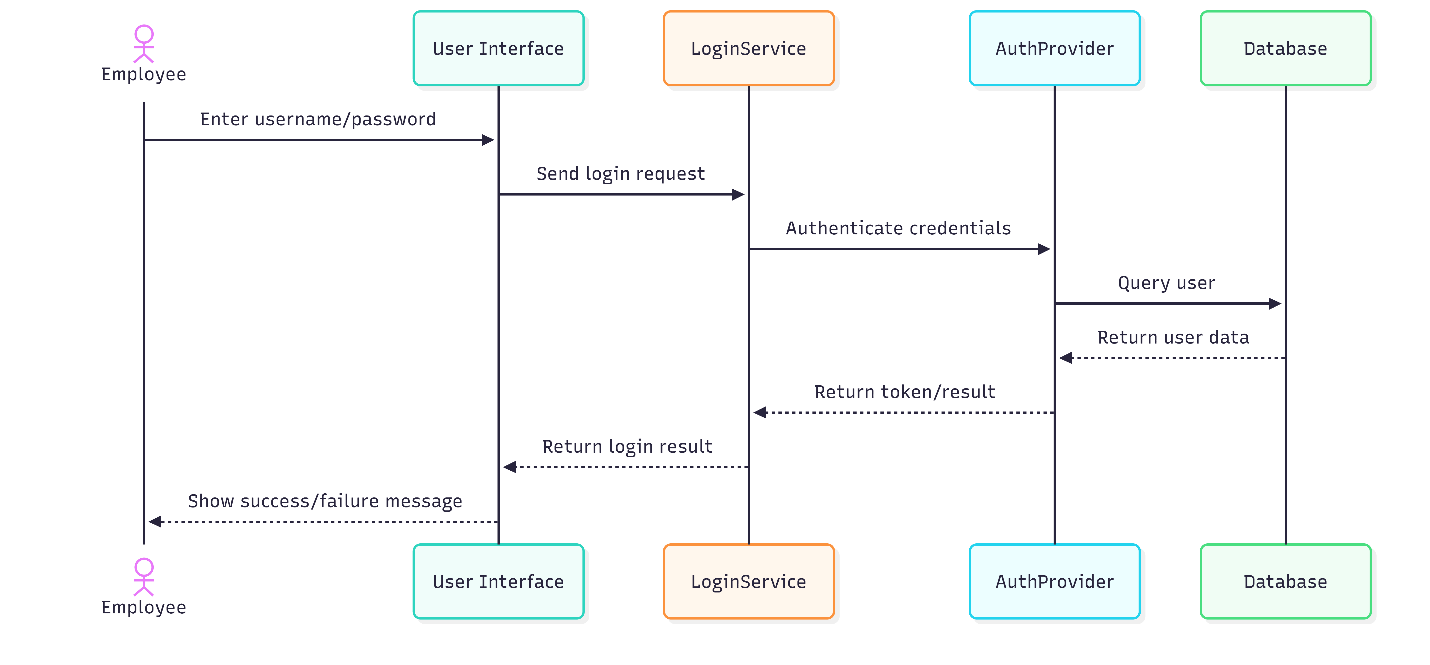 Employee
User Interface
LoginService
AuthProvider
Database
Enter username/password
Send login request
Authenticate credentials
Query user
Return user data
Return token/result
Return login result
Show success/failure message
Employee
User Interface
LoginService
AuthProvider
Database